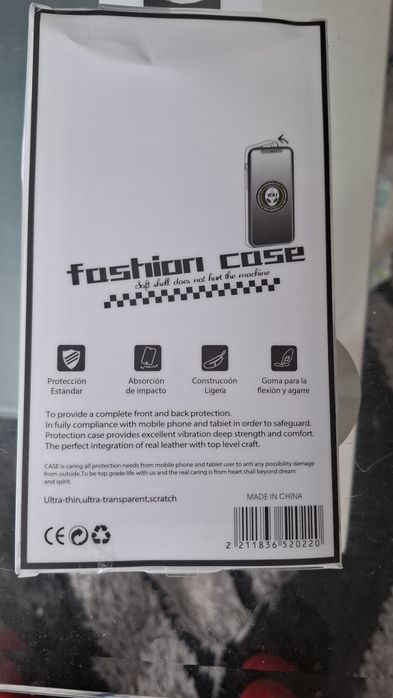 YOU
fashion case
Soft shell does not hurt the machine
Protección
Estándar
Absorción
de impacto
Construcoón
Ligera
Goma para la
flexión y agarre
To provide a complete front and back protection.
In fully compliance with mobile phone and tabiet in order to safeguard.
Protection case provides excellent vibration deep strength and comfort.
The perfect integration of real leather with top level craft.
CASE is caring all protection needs from mobile phone and tablet user to anti any possibility damage
from outside.To be top grade life with us and the real caring is from heart shall beyond dream
and spirit.
Ultra-thin,ultra-transparent,scratch
MADE IN CHINA
CE
2 211836 520220